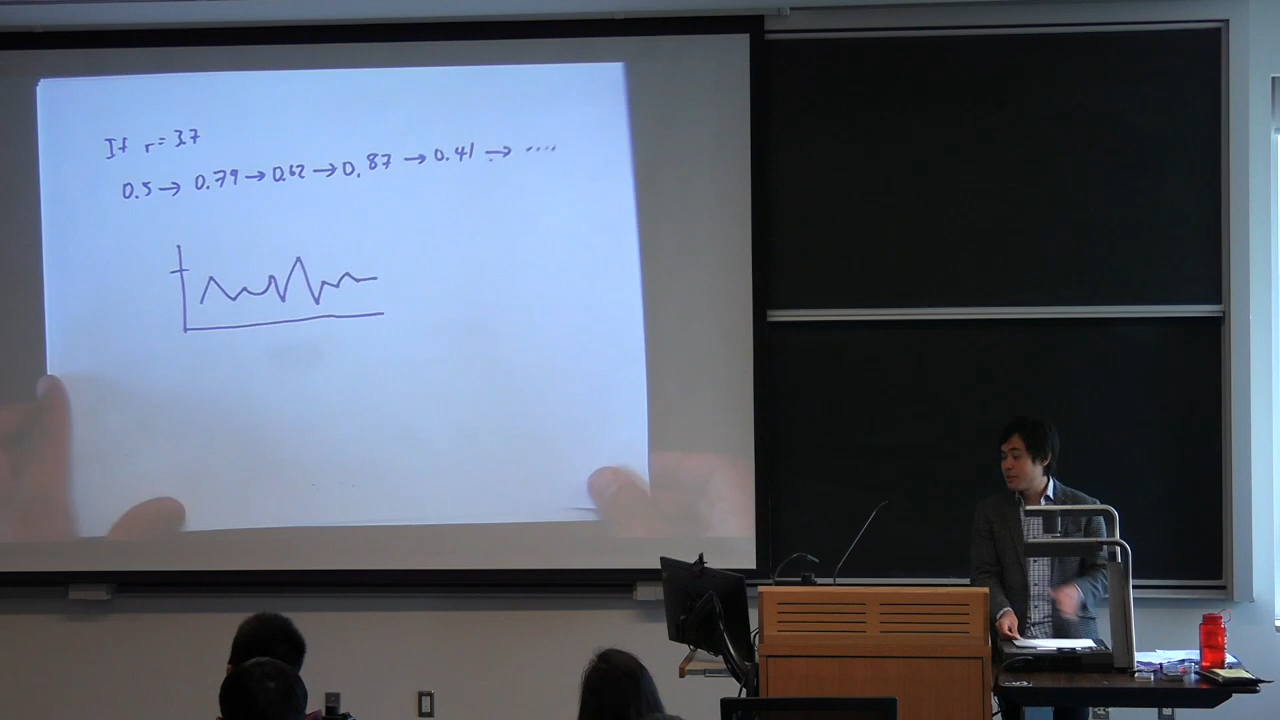 If r = 3.7
0.5 → 0.79 → 0.62 → 0.87 → 0.41 → ....